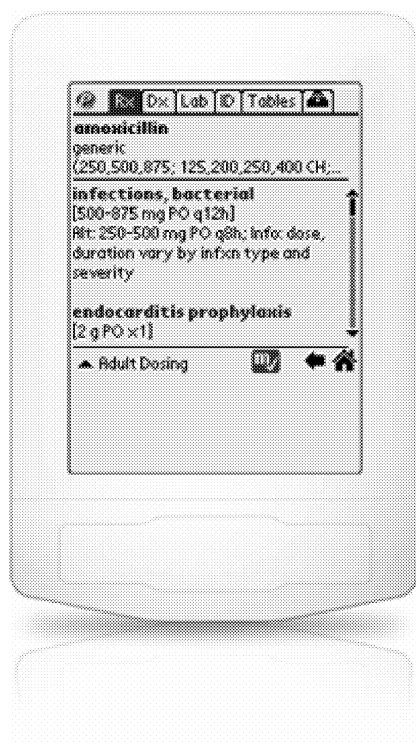 Rx Dx Lab ID Tables
amoxicillin
generic
(250,500,875; 125,200,250,400 CH;...
infections, bacterial
[500-875 mg PO q12h]
Alt: 250-500 mg PO q8h; Info: dose,
duration vary by infxn type and
severity
endocarditis prophylaxis
[2 g PO x1]
Adult Dosing